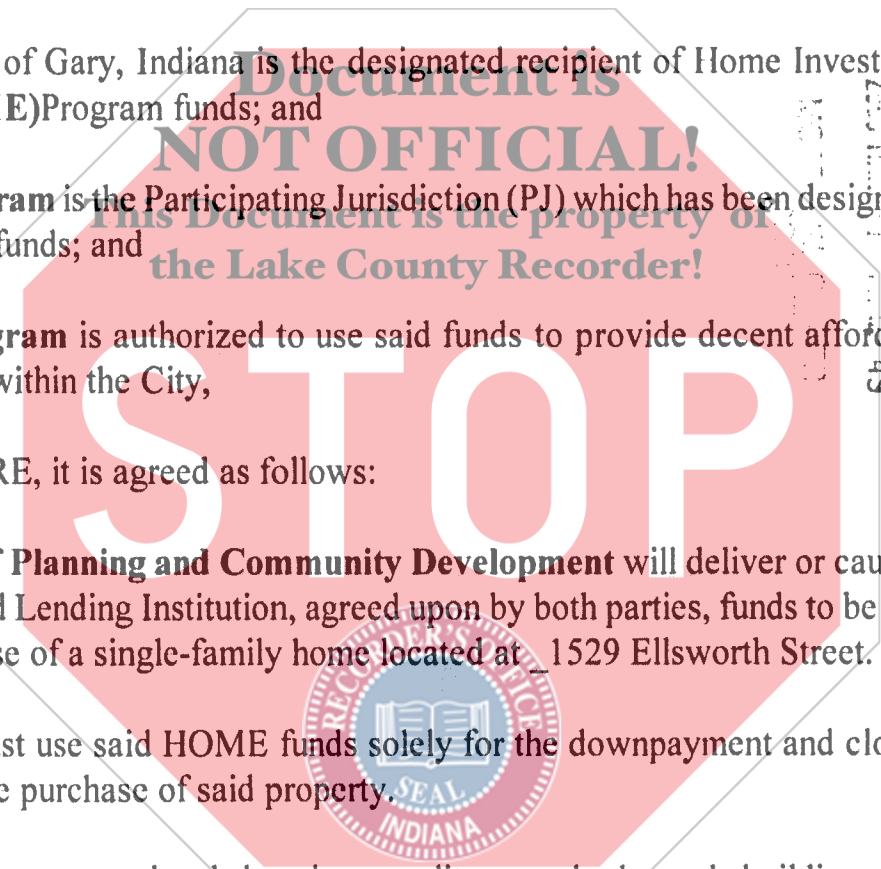 of Gary, Indiana is the designated recipient of Home Invest
E)Program funds; and
ram is the Participating Jurisdiction (PJ) which has been design
funds; and
gram is authorized to use said funds to provide decent afford
within the City,
RE, it is agreed as follows:
f Planning and Community Development will deliver or cau
d Lending Institution, agreed upon by both parties, funds to be
se of a single-family home located at _1529 Ellsworth Street.
ust use said HOME funds solely for the downpayment and clo
e purchase of said property.
Document is
NOT OFFICIAL!
This Document is the property of
the Lake County Recorder!
STOP
RECORDER'S OFFICE
SEAL
INDIANA